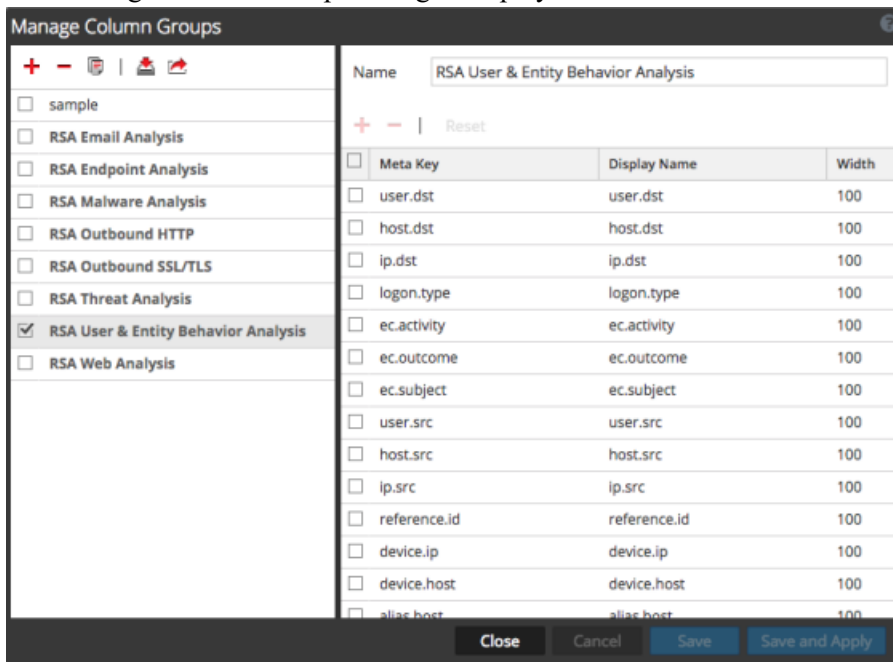 Manage Column Groups
sample
RSA Email Analysis
RSA Endpoint Analysis
RSA Malware Analysis
RSA Outbound HTTP
RSA Outbound SSL/TLS
RSA Threat Analysis
RSA User & Entity Behavior Analysis
RSA Web Analysis
Name RSA User & Entity Behavior Analysis
Reset
Meta Key Display Name Width
user.dst user.dst 100
host.dst host.dst 100
ip.dst ip.dst 100
logon.type logon.type 100
ec.activity ec.activity 100
ec.outcome ec.outcome 100
ec.subject ec.subject 100
user.src user.src 100
host.src host.src 100
ip.src ip.src 100
reference.id reference.id 100
device.ip device.ip 100
device.host device.host 100
alias.host alias.host 100
Close Cancel Save Save and Apply